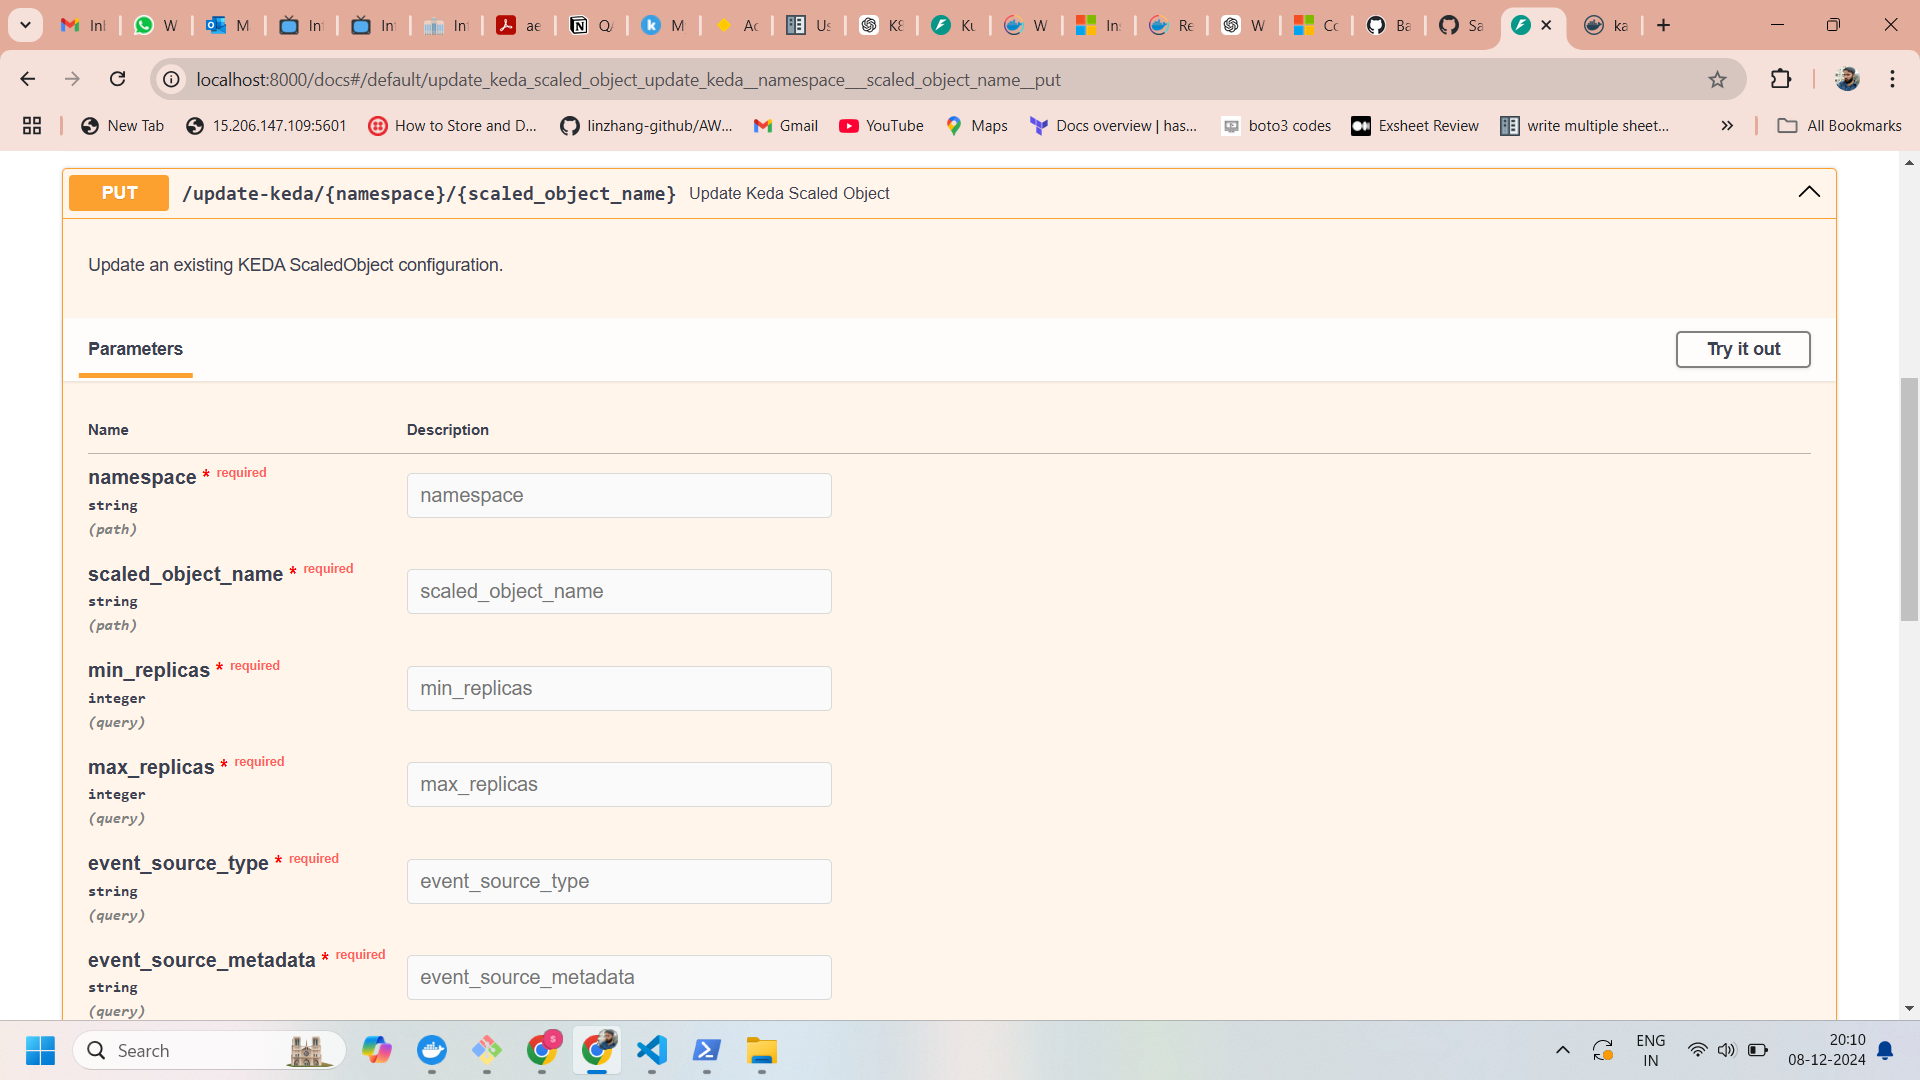 Inl
W
M
Int
Int
Int
ae
Q/
M
Ac
Us
K8
Ku
W
In:
Re
W
Cc
Ba
Sa
ka
localhost:8000/docs#/default/update_keda_scaled_object_update_keda__namespace___scaled_object_name__put
New Tab
15.206.147.109:5601
How to Store and D...
linzhang-github/AW...
Gmail
YouTube
Maps
Docs overview | has...
boto3 codes
Exsheet Review
write multiple sheet...
All Bookmarks
PUT /update-keda/{namespace}/{scaled_object_name} Update Keda Scaled Object
Update an existing KEDA ScaledObject configuration.
Parameters
Try it out
Name Description
namespace * required
string
(path)
namespace
scaled_object_name * required
string
(path)
scaled_object_name
min_replicas * required
integer
(query)
min_replicas
max_replicas * required
integer
(query)
max_replicas
event_source_type * required
string
(query)
event_source_type
event_source_metadata * required
string
(query)
event_source_metadata
Search
ENG
IN
20:10
08-12-2024